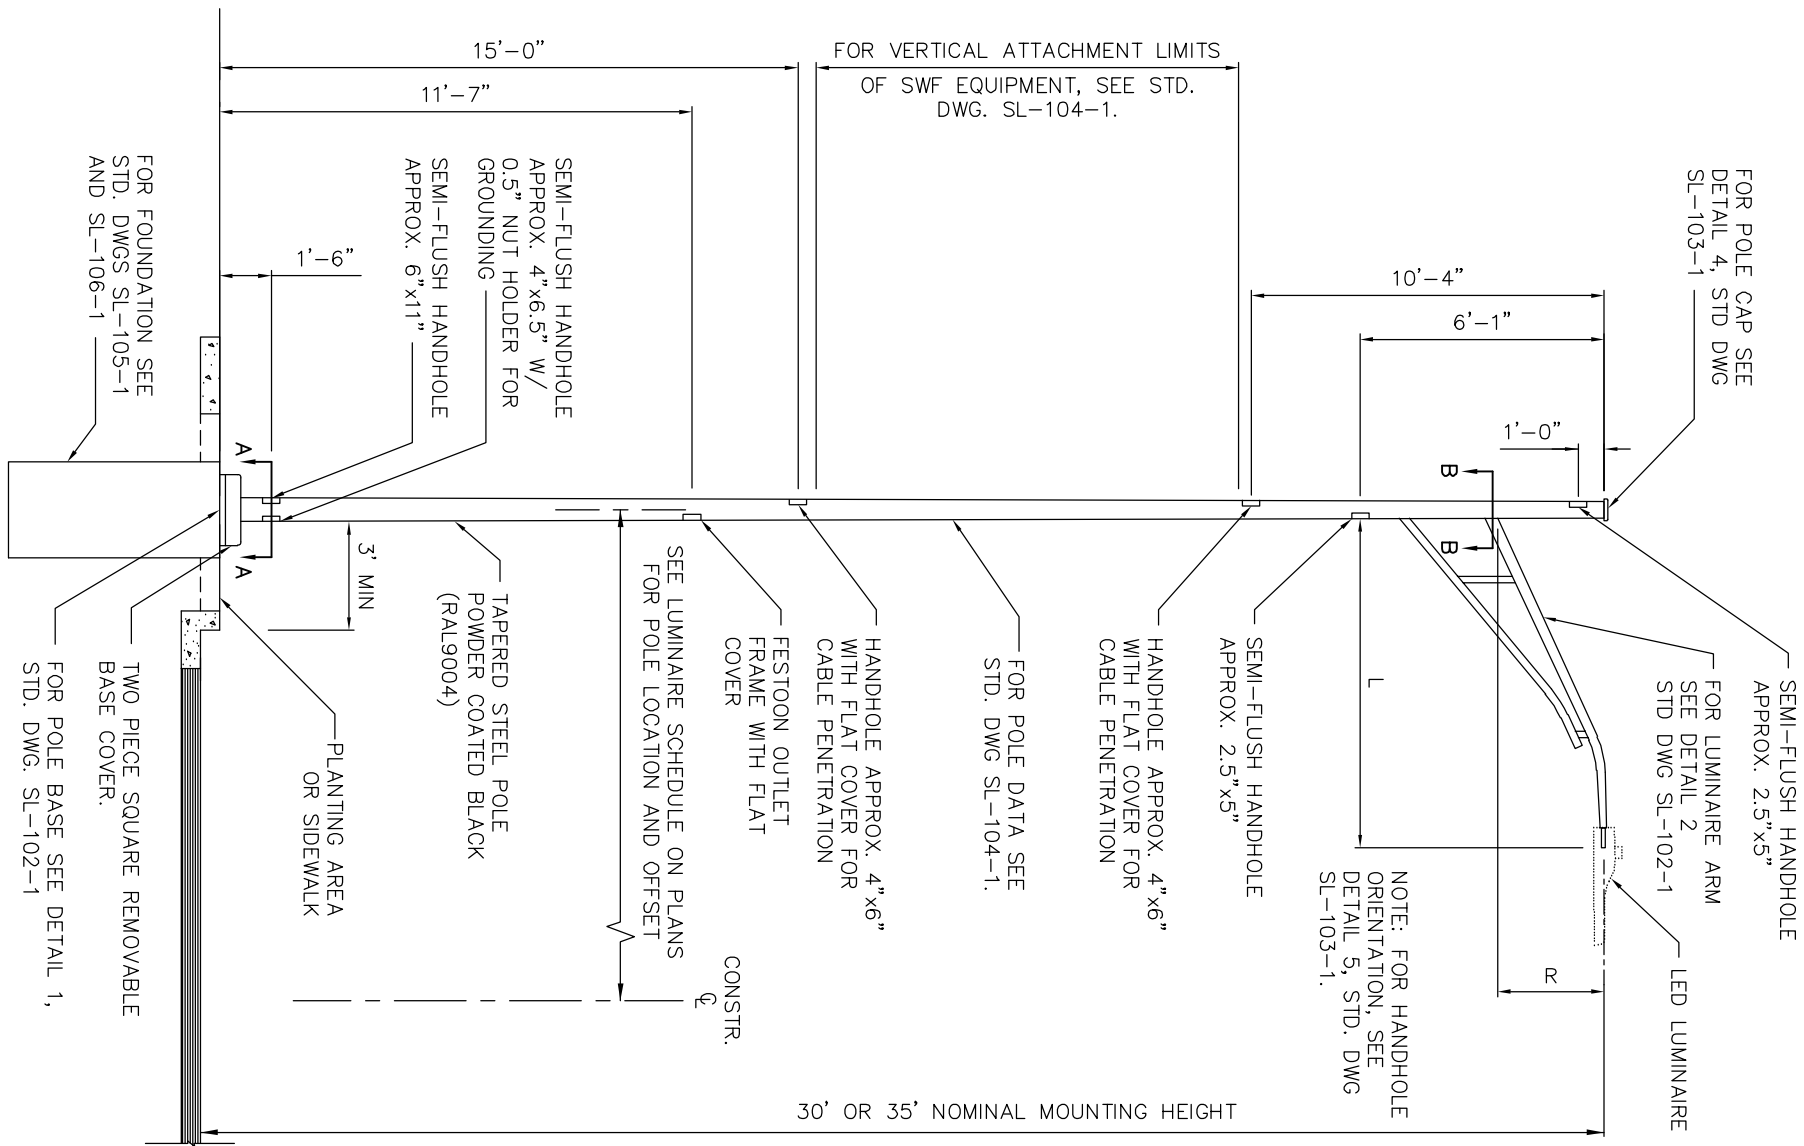 15'-0"
FOR VERTICAL ATTACHMENT LIMITS
OF SWF EQUIPMENT, SEE STD.
DWG. SL-104-1.
11'-7"
1'-6"
10'-4"
6'-1"
1'-0"
FOR POLE CAP SEE
DETAIL 4, STD DWG
SL-103-1
SEMI-FLUSH HANDHOLE
APPROX. 4"x6.5" W/
0.5" NUT HOLDER FOR
GROUNDING
SEMI-FLUSH HANDHOLE
APPROX. 6"x11"
FOR FOUNDATION SEE
STD. DWGS SL-105-1
AND SL-106-1
A
A
B
B
3' MIN
L
R
SEMI-FLUSH HANDHOLE
APPROX. 2.5"x5"
FOR LUMINAIRE ARM
SEE DETAIL 2
STD DWG SL-102-1
LED LUMINAIRE
NOTE: FOR HANDHOLE
ORIENTATION, SEE
DETAIL 5, STD. DWG
SL-103-1.
SEMI-FLUSH HANDHOLE
APPROX. 2.5"x5"
HANDHOLE APPROX. 4"x6"
WITH FLAT COVER FOR
CABLE PENETRATION
FOR POLE DATA SEE
STD. DWG SL-104-1.
HANDHOLE APPROX. 4"x6"
WITH FLAT COVER FOR
CABLE PENETRATION
FESTOON OUTLET
FRAME WITH FLAT
COVER
CONSTR.
℄
SEE LUMINAIRE SCHEDULE ON PLANS
FOR POLE LOCATION AND OFFSET
TAPERED STEEL POLE
POWDER COATED BLACK
(RAL9004)
PLANTING AREA
OR SIDEWALK
TWO PIECE SQUARE REMOVABLE
BASE COVER.
FOR POLE BASE SEE DETAIL 1,
STD. DWG. SL-102-1
30' OR 35' NOMINAL MOUNTING HEIGHT